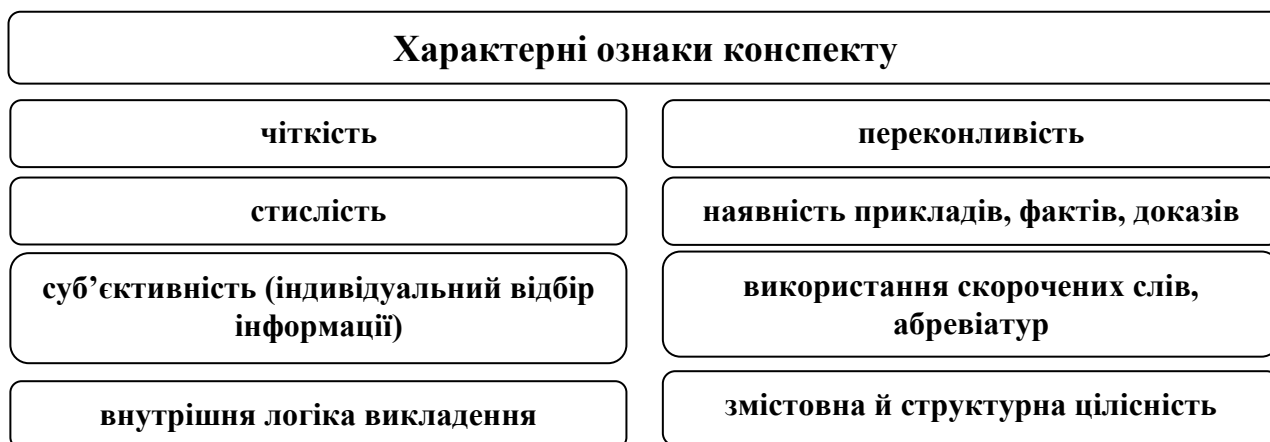 Характерні ознаки конспекту
чіткість
переконливість
стислість
наявність прикладів, фактів, доказів
суб’єктивність (індивідуальний відбір
інформації)
використання скорочених слів,
абревіатур
внутрішня логіка викладення
змістовна й структурна цілісність